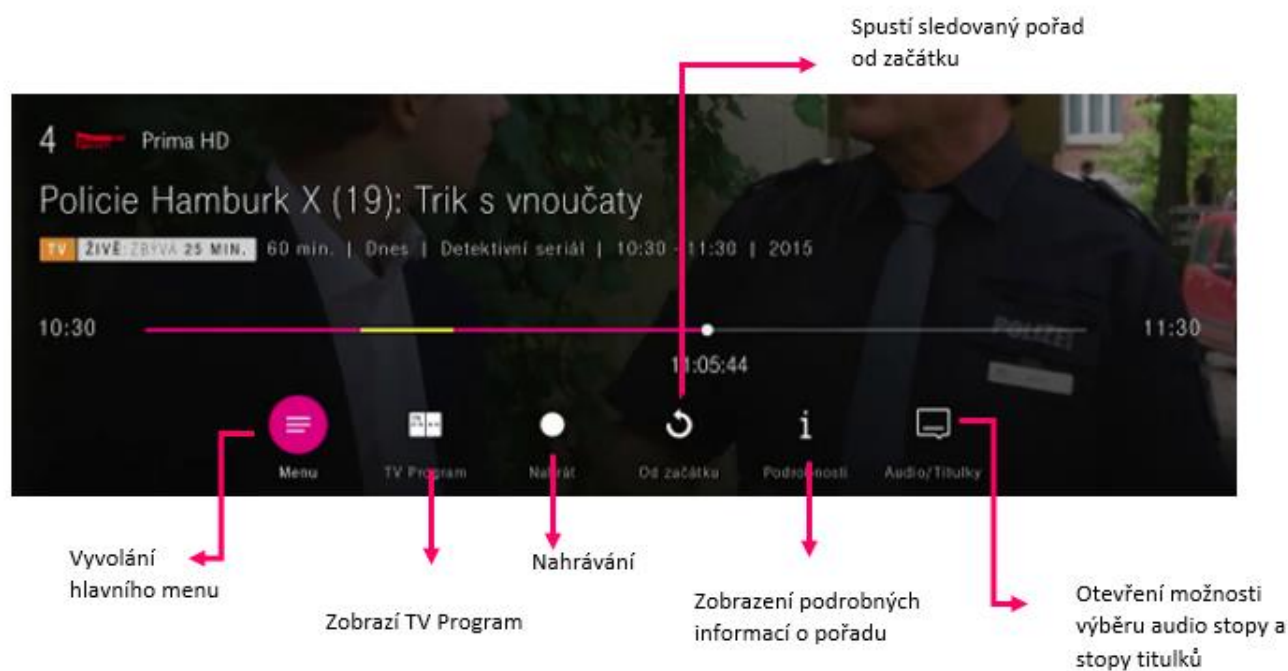 Spustí sledovaný pořad
od začátku
4 Prima HD
Policie Hamburk X (19): Trik s vnoučaty
TV ŽIVĚ: ZBÝVÁ 25 MIN. 60 min. | Dnes | Detektivní seriál | 10:30 - 11:30 | 2015
10:30 11:30
POLIZEI
11:05:44
Menu TV Program Nahrát Od začátku Podrobnosti Audio/Titulky
Vyvolání
hlavního menu
Nahrávání
Zobrazí TV Program
Zobrazení podrobných
informací o pořadu
Otevření možnosti
výběru audio stopy a
stopy titulků